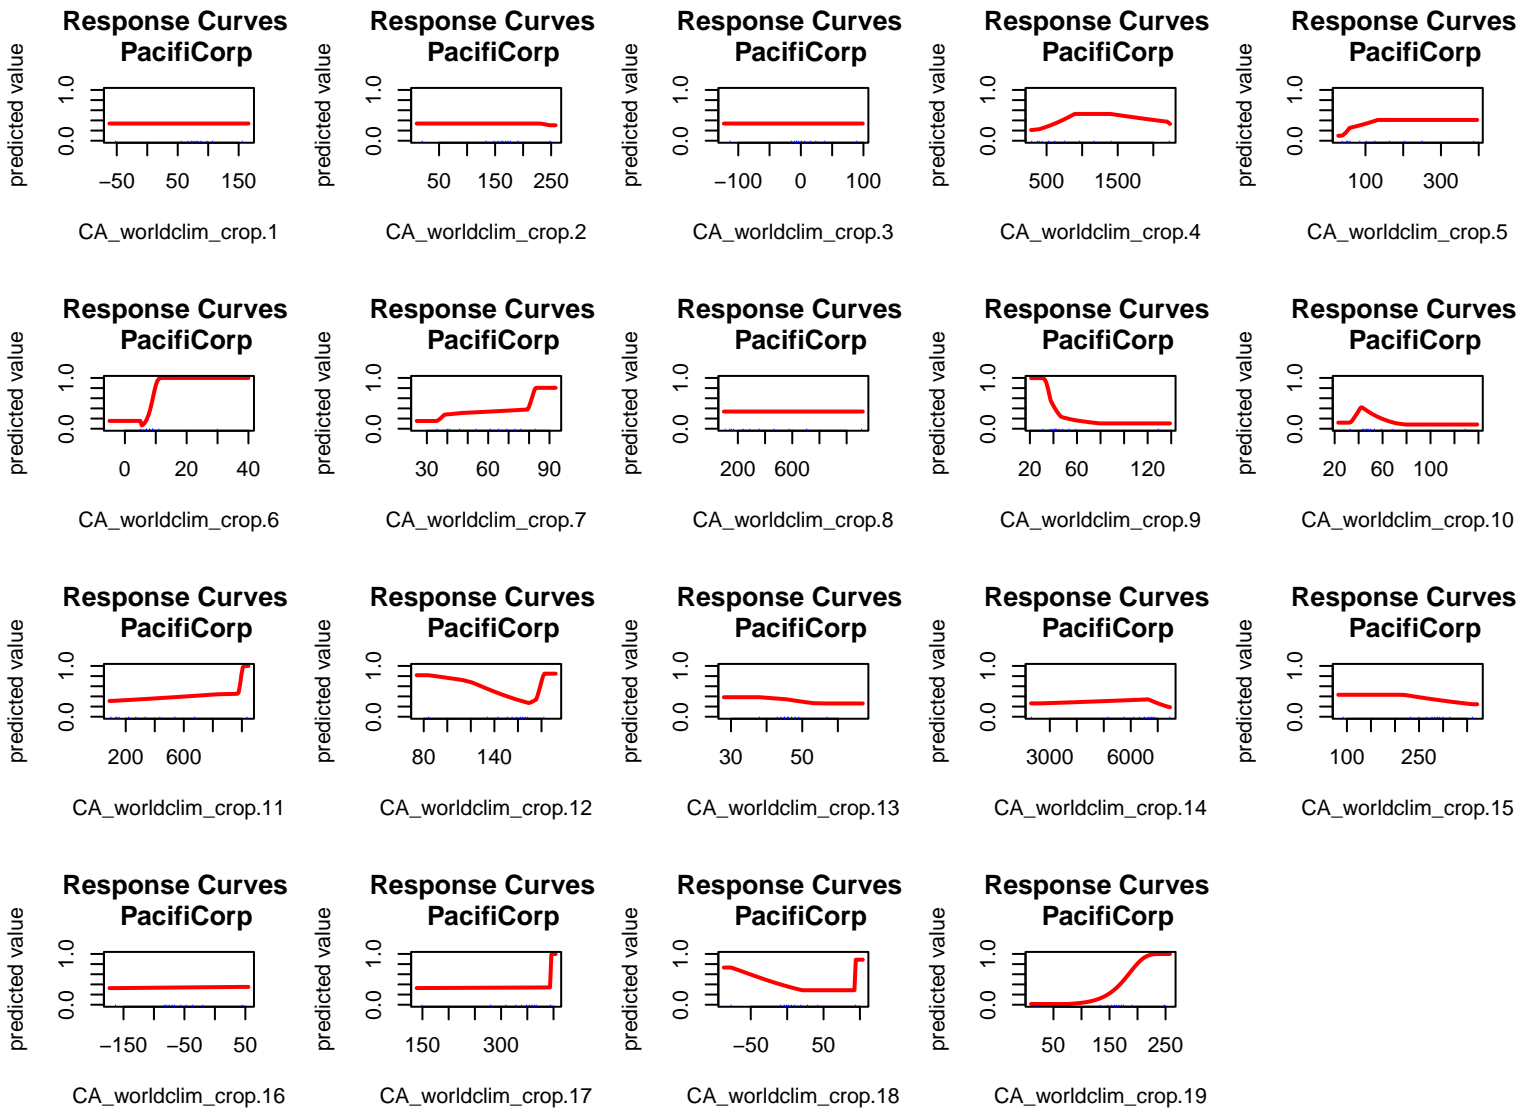 Response Curves
PacifiCorp
predicted value
0.0 1.0
−50 50 150
CA_worldclim_crop.1
Response Curves
PacifiCorp
predicted value
0.0 1.0
50 150 250
CA_worldclim_crop.2
Response Curves
PacifiCorp
predicted value
0.0 1.0
−100 0 100
CA_worldclim_crop.3
Response Curves
PacifiCorp
predicted value
0.0 1.0
500 1500
CA_worldclim_crop.4
Response Curves
PacifiCorp
predicted value
0.0 1.0
100 300
CA_worldclim_crop.5
Response Curves
PacifiCorp
predicted value
0.0 1.0
0 20 40
CA_worldclim_crop.6
Response Curves
PacifiCorp
predicted value
0.0 1.0
30 60 90
CA_worldclim_crop.7
Response Curves
PacifiCorp
predicted value
0.0 1.0
200 600
CA_worldclim_crop.8
Response Curves
PacifiCorp
predicted value
0.0 1.0
20 60 120
CA_worldclim_crop.9
Response Curves
PacifiCorp
predicted value
0.0 1.0
20 60 100
CA_worldclim_crop.10
Response Curves
PacifiCorp
predicted value
0.0 1.0
200 600
CA_worldclim_crop.11
Response Curves
PacifiCorp
predicted value
0.0 1.0
80 140
CA_worldclim_crop.12
Response Curves
PacifiCorp
predicted value
0.0 1.0
30 50
CA_worldclim_crop.13
Response Curves
PacifiCorp
predicted value
0.0 1.0
3000 6000
CA_worldclim_crop.14
Response Curves
PacifiCorp
predicted value
0.0 1.0
100 250
CA_worldclim_crop.15
Response Curves
PacifiCorp
predicted value
0.0 1.0
−150 −50 50
CA_worldclim_crop.16
Response Curves
PacifiCorp
predicted value
0.0 1.0
150 300
CA_worldclim_crop.17
Response Curves
PacifiCorp
predicted value
0.0 1.0
−50 50
CA_worldclim_crop.18
Response Curves
PacifiCorp
predicted value
0.0 1.0
50 150 250
CA_worldclim_crop.19